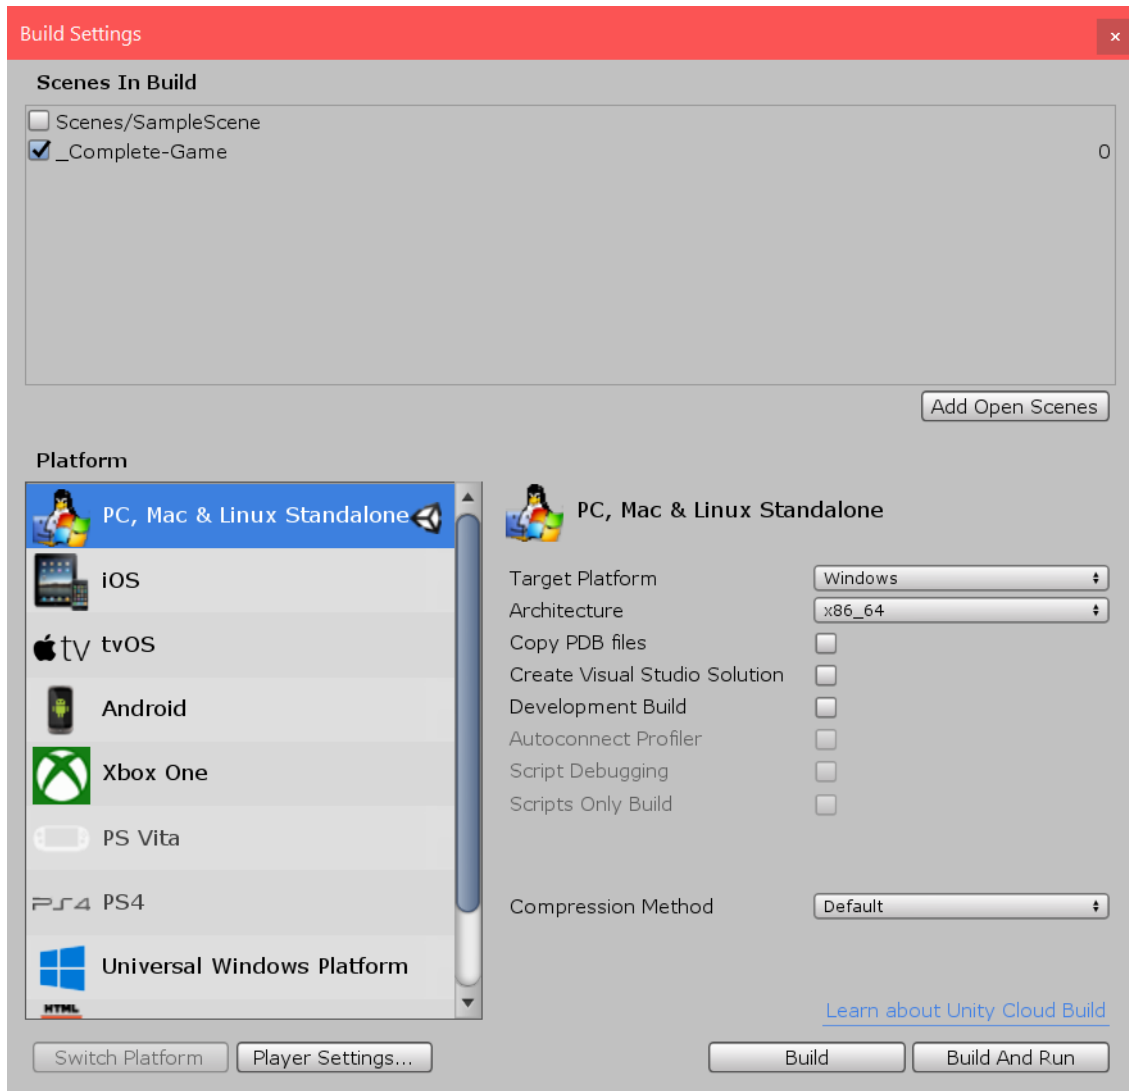 Build Settings
x
Scenes In Build
Scenes/SampleScene
_Complete-Game 0
Add Open Scenes
Platform
PC, Mac & Linux Standalone
iOS
tv tvOS
Android
Xbox One
PS Vita
PS4 PS4
Universal Windows Platform
HTML
PC, Mac & Linux Standalone
Target Platform Windows
Architecture x86_64
Copy PDB files
Create Visual Studio Solution
Development Build
Autoconnect Profiler
Script Debugging
Scripts Only Build
Compression Method Default
Learn about Unity Cloud Build
Switch Platform Player Settings... Build Build And Run